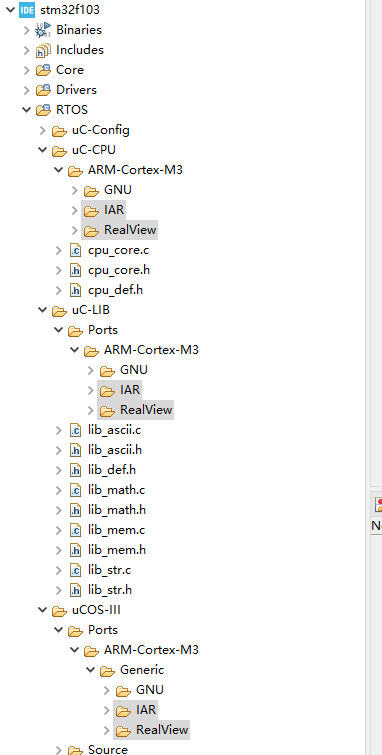 IDE stm32f103
Binaries
Includes
Core
Drivers
RTOS
uC-Config
uC-CPU
ARM-Cortex-M3
GNU
IAR
RealView
.c cpu_core.c
.h cpu_core.h
.h cpu_def.h
uC-LIB
Ports
ARM-Cortex-M3
GNU
IAR
RealView
.c lib_ascii.c
.h lib_ascii.h
.h lib_def.h
.c lib_math.c
.h lib_math.h
.c lib_mem.c
.h lib_mem.h
.c lib_str.c
.h lib_str.h
uCOS-III
Ports
ARM-Cortex-M3
Generic
GNU
IAR
RealView
Source